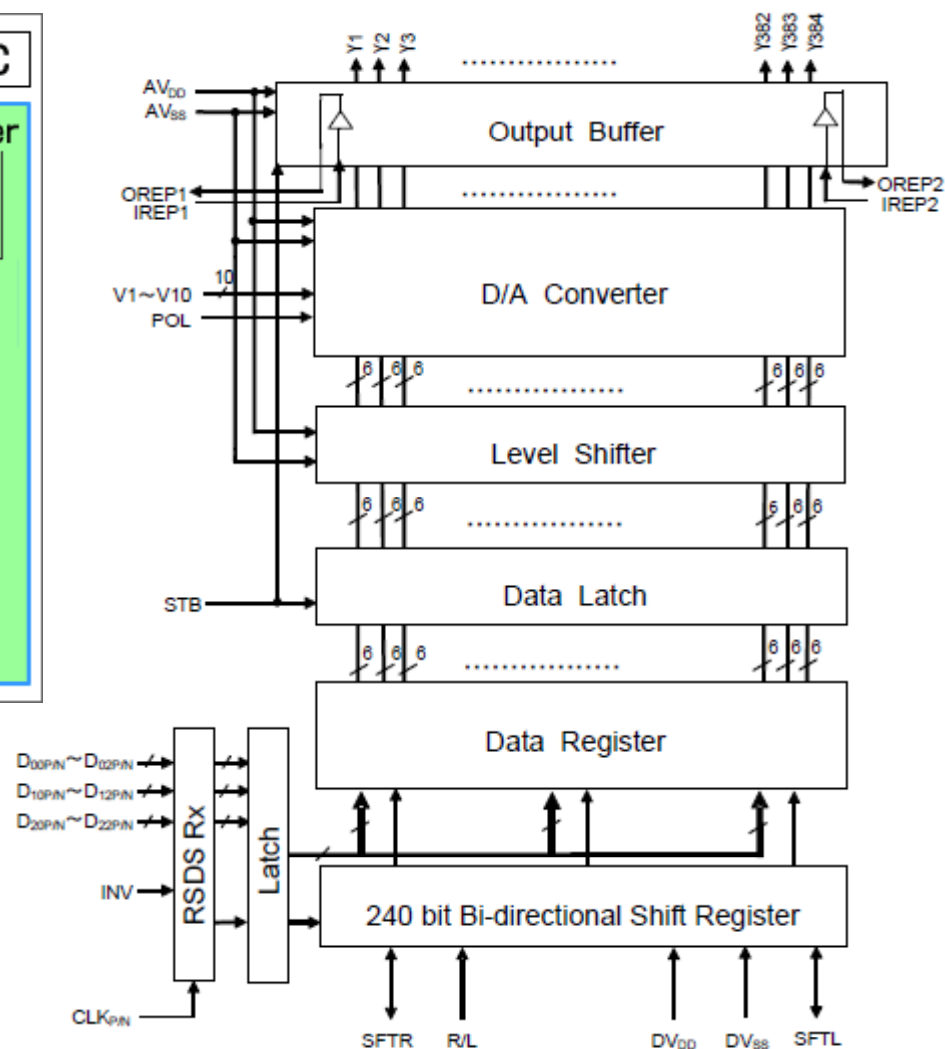 C
er
Y1 Y2 Y3 Y382 Y383 Y384
AVDD
AVSS
Output Buffer
OREP1
IREP1
OREP2
IREP2
10
V1～V10
POL
D/A Converter
6 6 6 6 6 6
Level Shifter
6 6 6 6 6 6
STB
Data Latch
6 6 6 6 6 6
Data Register
D00P/N～D02P/N
D10P/N～D12P/N
D20P/N～D22P/N
INV
RSDS Rx
Latch
240 bit Bi-directional Shift Register
CLKP/N
SFTR R/L DVDD DVSS SFTL